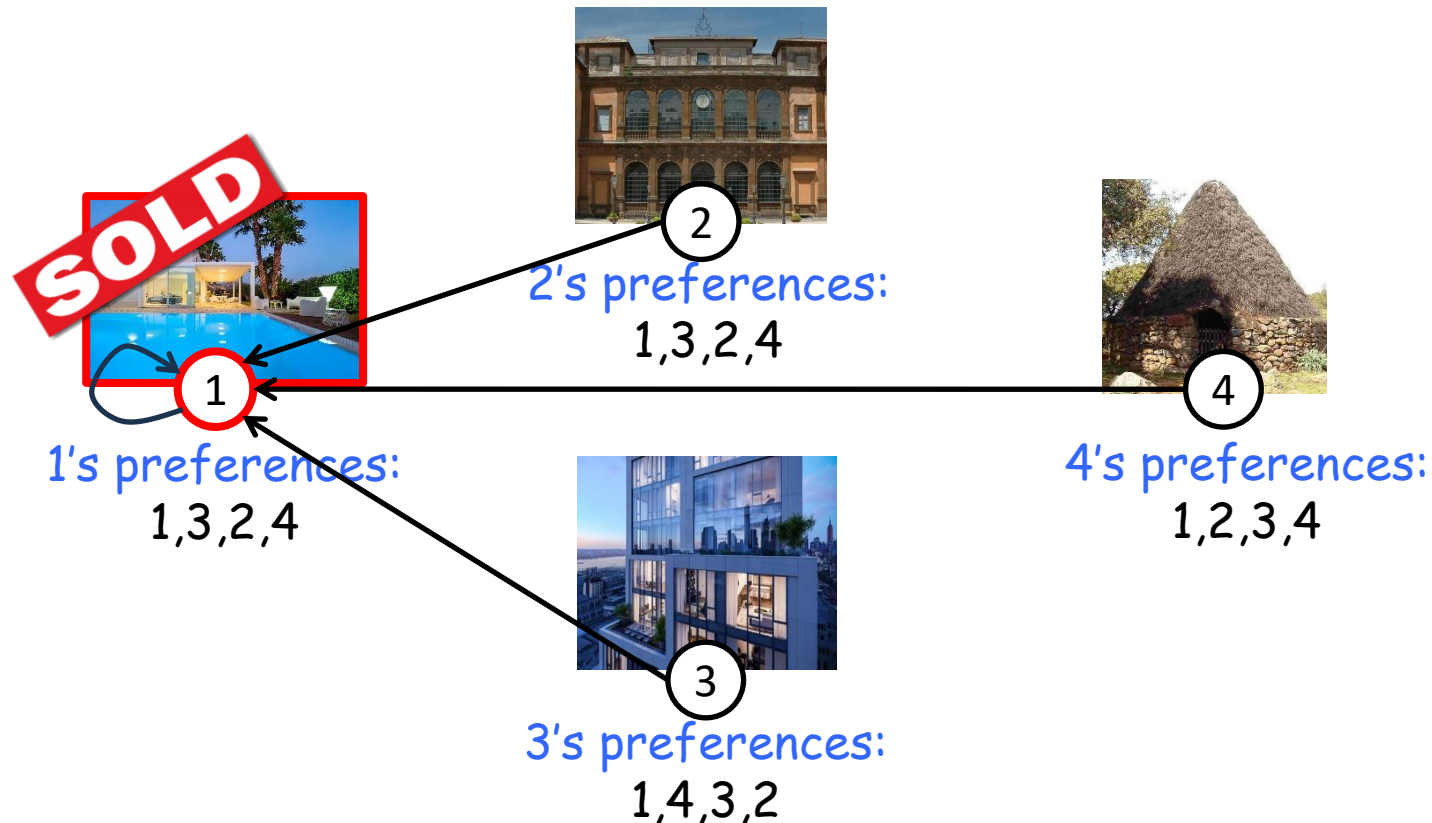 SOLD
2
2's preferences:
1,3,2,4
1
1's preferences:
1,3,2,4
4
4's preferences:
1,2,3,4
3
3's preferences:
1,4,3,2